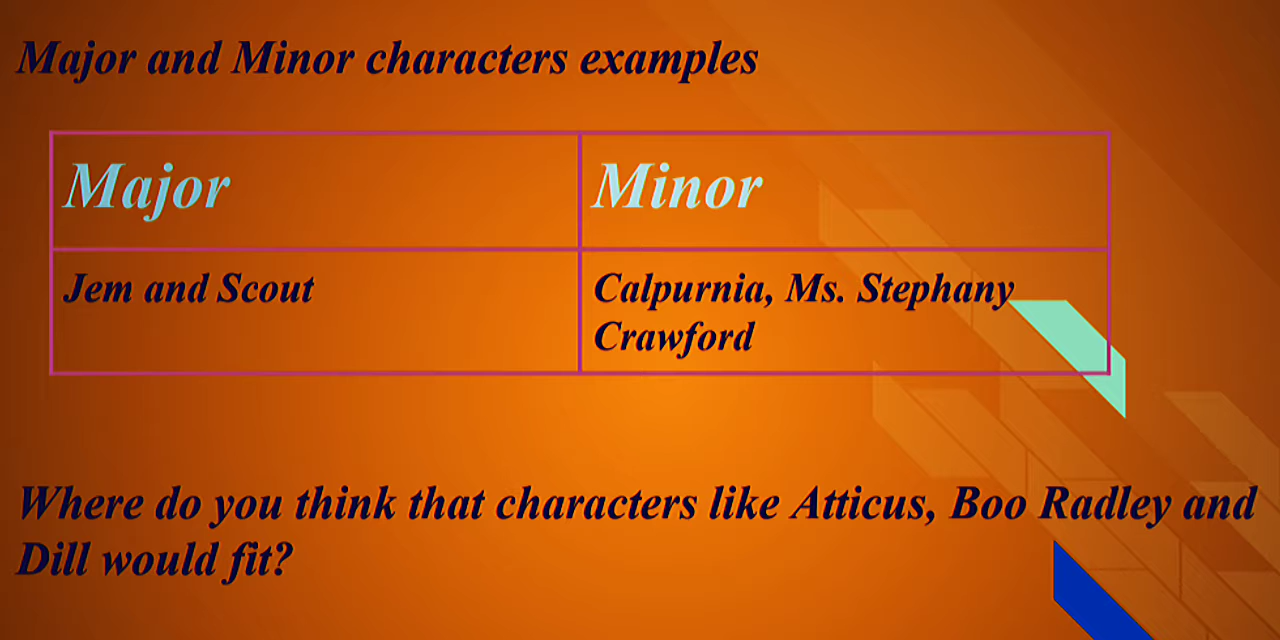 Major and Minor characters examples
Major
Minor
Jem and Scout
Calpurnia, Ms. Stephany
Crawford
Where do you think that characters like Atticus, Boo Radley and
Dill would fit?